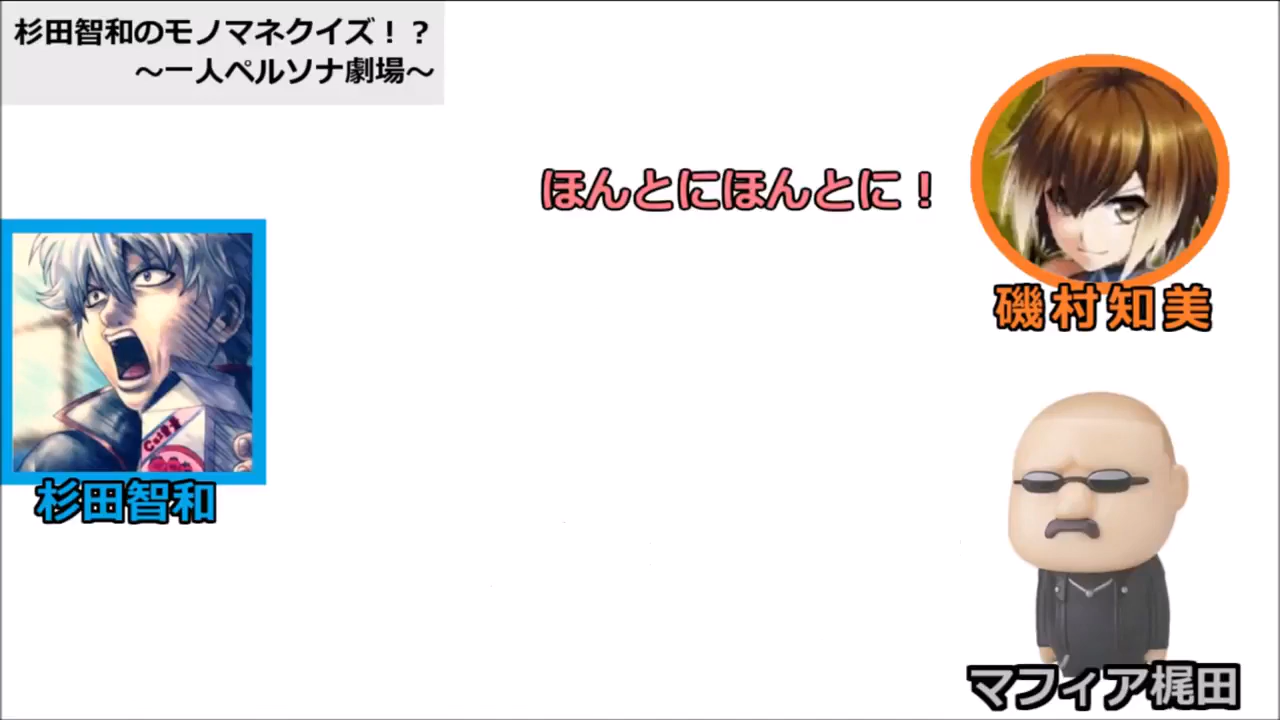 杉田智和のモノマネクイズ!?
~一人ペルソナ劇場~
ほんとにほんとに!
磯村知美
杉田智和
マフィア梶田